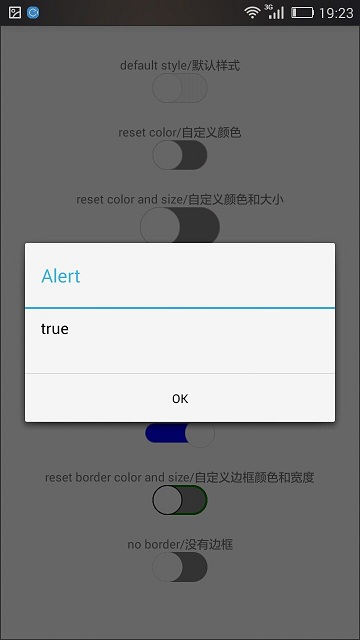 3G 19:23
default style/默认样式
reset color/自定义颜色
reset color and size/自定义颜色和大小
Alert
true
OK
reset border color and size/自定义边框颜色和宽度
no border/没有边框